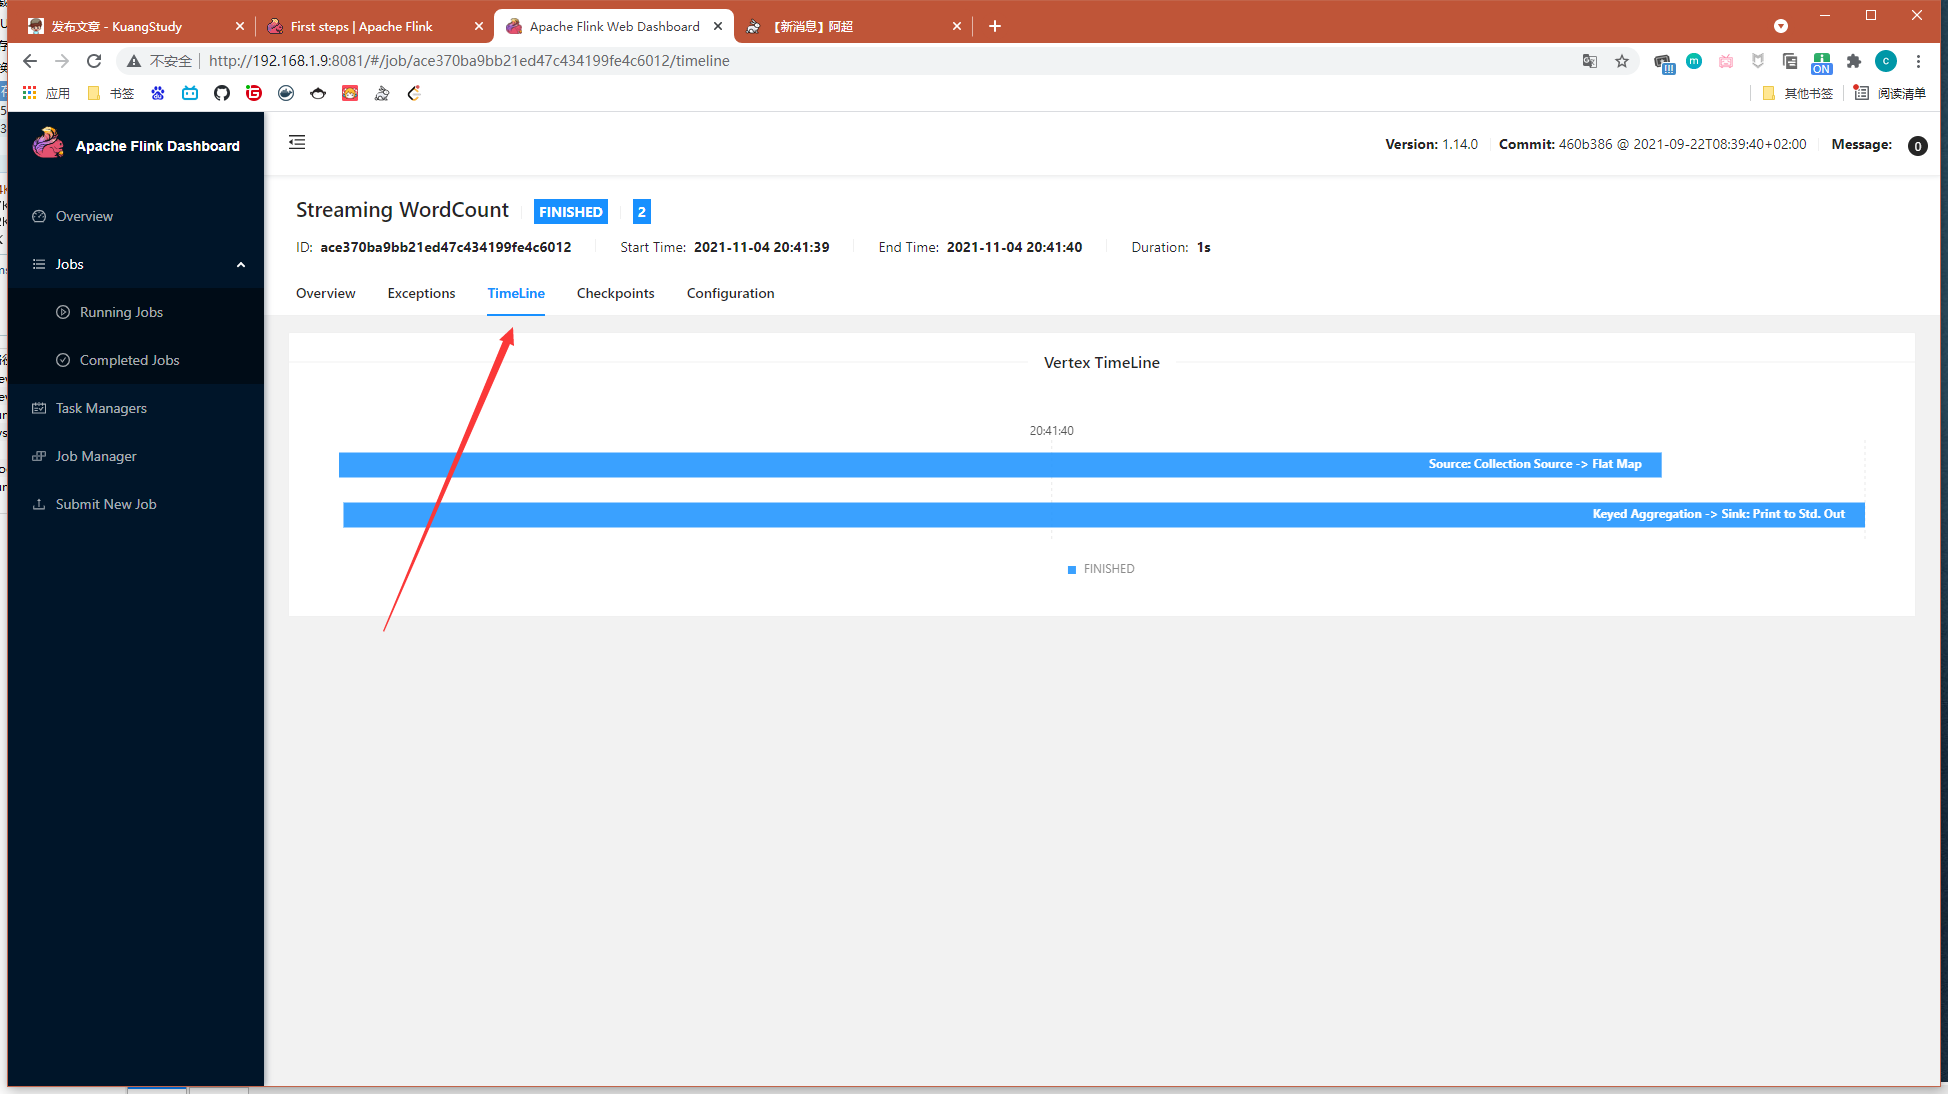 发布文章 - KuangStudy
First steps | Apache Flink
Apache Flink Web Dashboard
【新消息】阿超
不安全
http://192.168.1.9:8081/#/job/ace370ba9bb21ed47c434199fe4c6012/timeline
ON
应用
书签
其他书签
阅读清单
Apache Flink Dashboard
Version: 1.14.0
Commit: 460b386 @ 2021-09-22T08:39:40+02:00
Message: 0
Overview
Jobs
Running Jobs
Completed Jobs
Task Managers
Job Manager
Submit New Job
Streaming WordCount
FINISHED
2
ID: ace370ba9bb21ed47c434199fe4c6012
Start Time: 2021-11-04 20:41:39
End Time: 2021-11-04 20:41:40
Duration: 1s
Overview
Exceptions
TimeLine
Checkpoints
Configuration
Vertex TimeLine
20:41:40
Source: Collection Source -> Flat Map
Keyed Aggregation -> Sink: Print to Std. Out
FINISHED